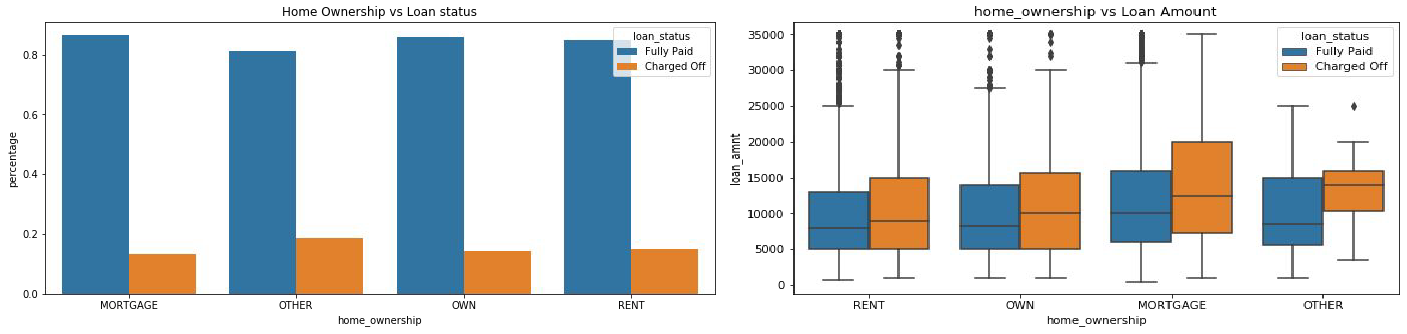 Home Ownership vs Loan status
loan_status
Fully Paid
Charged Off
0.8
0.6
0.4
0.2
0.0
percentage
MORTGAGE
OTHER
OWN
RENT
home_ownership
home_ownership vs Loan Amount
loan_status
Fully Paid
Charged Off
35000
30000
25000
20000
15000
10000
5000
0
loan_amnt
RENT
OWN
MORTGAGE
OTHER
home_ownership